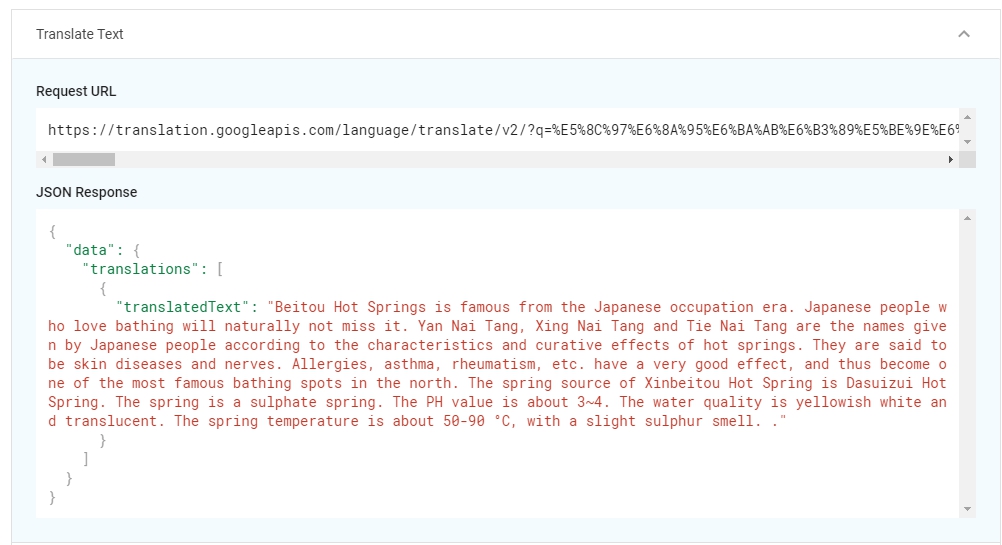 Translate Text
Request URL
https://translation.googleapis.com/language/translate/v2/?q=%E5%8C%97%E6%8A%95%E6%BA%AB%E6%B3%89%E5%BE%9E%E6%
JSON Response
{
"data": {
"translations": [
{
"translatedText": "Beitou Hot Springs is famous from the Japanese occupation era. Japanese people w
ho love bathing will naturally not miss it. Yan Nai Tang, Xing Nai Tang and Tie Nai Tang are the names give
n by Japanese people according to the characteristics and curative effects of hot springs. They are said to
be skin diseases and nerves. Allergies, asthma, rheumatism, etc. have a very good effect, and thus become o
ne of the most famous bathing spots in the north. The spring source of Xinbeitou Hot Spring is Dasuizui Hot
Spring. The spring is a sulphate spring. The PH value is about 3~4. The water quality is yellowish white an
d translucent. The spring temperature is about 50-90 °C, with a slight sulphur smell. ."
}
]
}
}